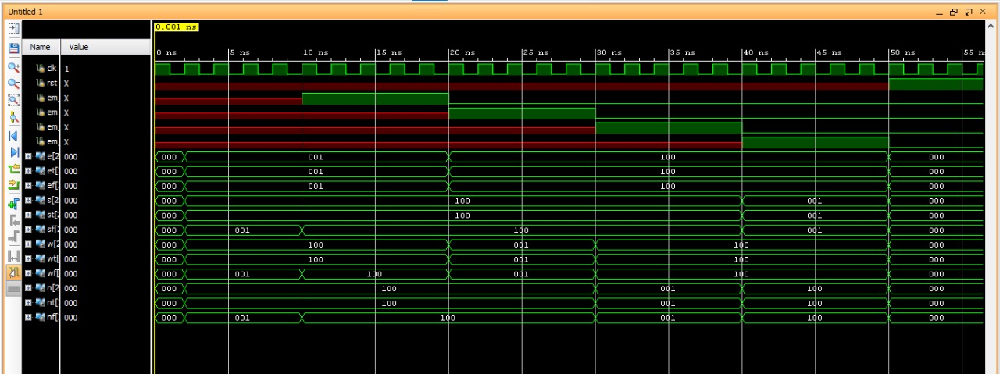 Untitled 1
0.001 ns
Name Value
0 ns 5 ns 10 ns 15 ns 20 ns 25 ns 30 ns 35 ns 40 ns 45 ns 50 ns 55 n
clk 1
rst X
em_ X
em_ X
em_ X
em_ X
e[2 000 000 001 100 000
et[2 000 000 001 100 000
ef[2 000 000 001 100 000
s[2 000 000 100 001 000
st[2 000 000 100 001 000
sf[2 000 000 001 100 001 000
w[2 000 000 100 001 100 000
wt[ 000 000 100 001 100 000
wf[ 000 000 001 100 001 100 000
n[2 000 000 100 001 100 000
nt[2 000 000 100 001 100 000
nf[2 000 000 001 100 001 100 000